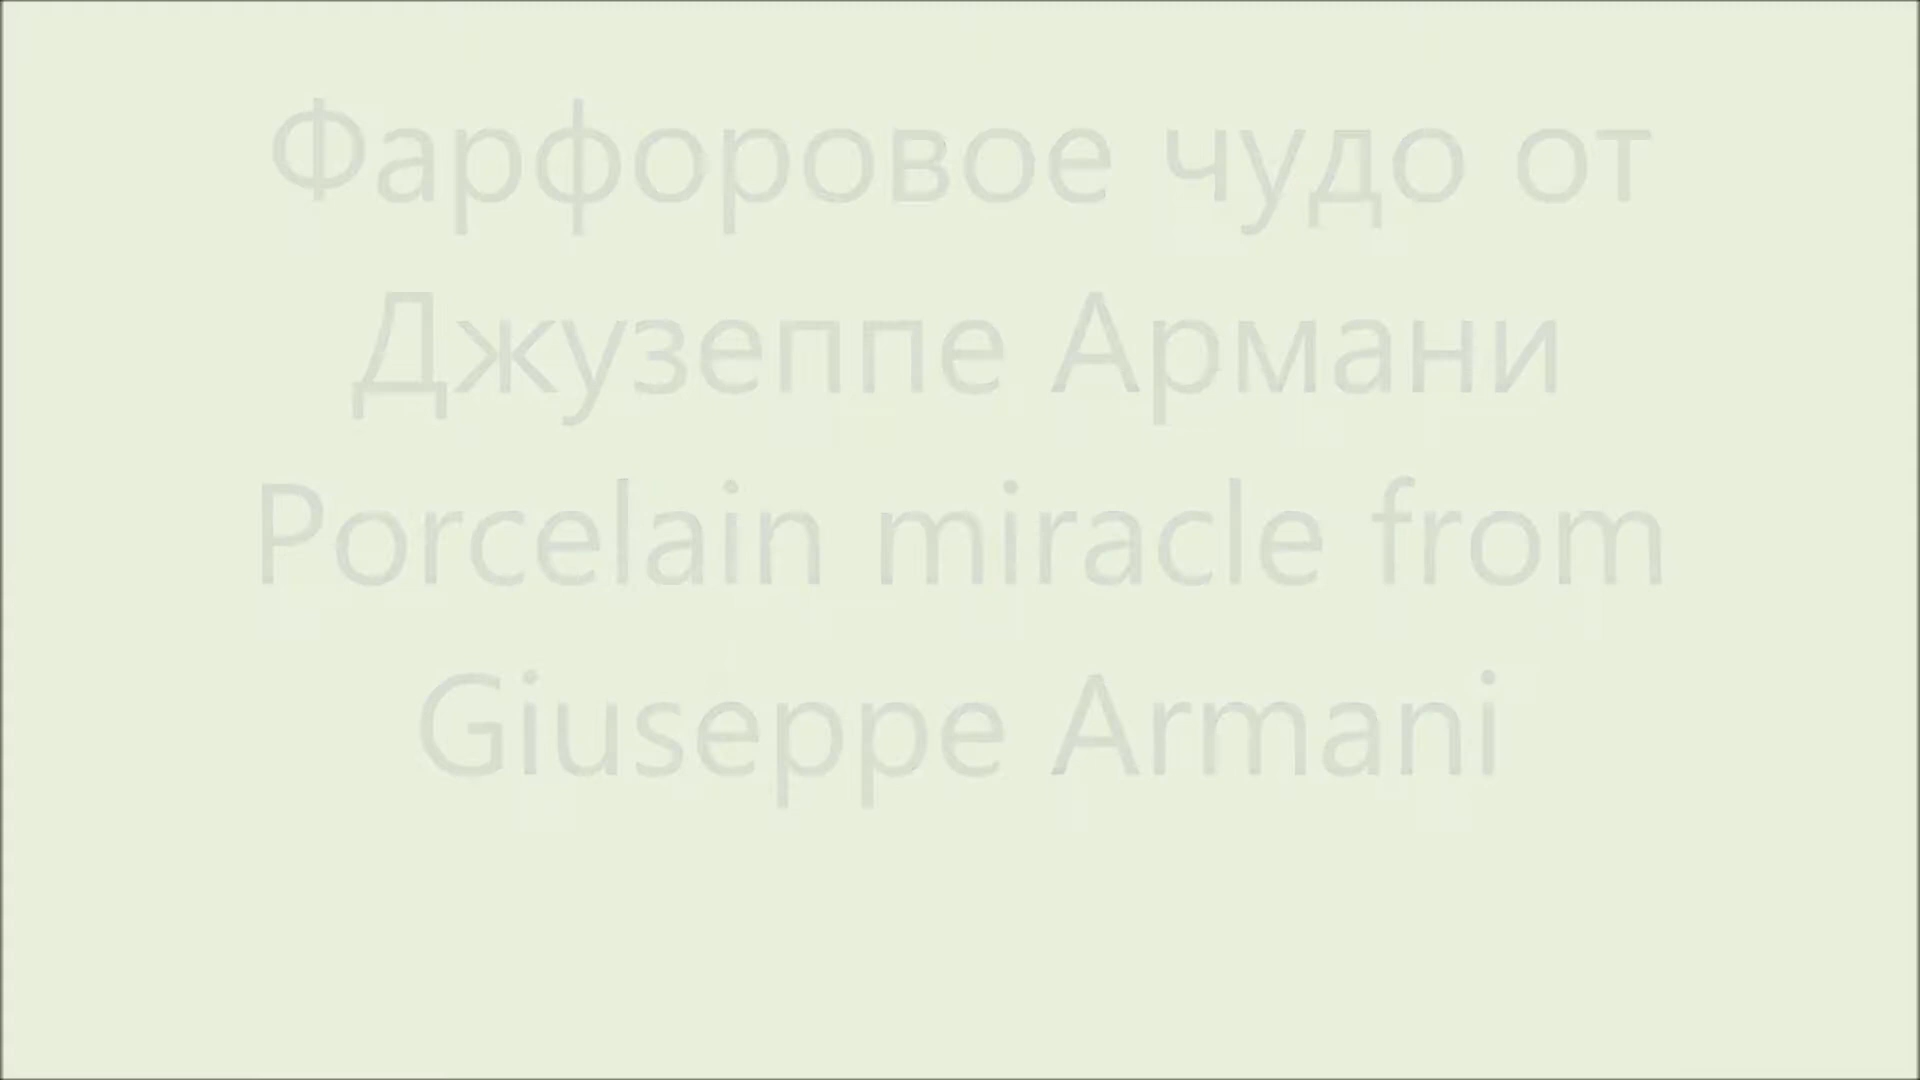 Фарфоровое чудо от
Джузеппе Армани
Porcelain miracle from
Giuseppe Armani